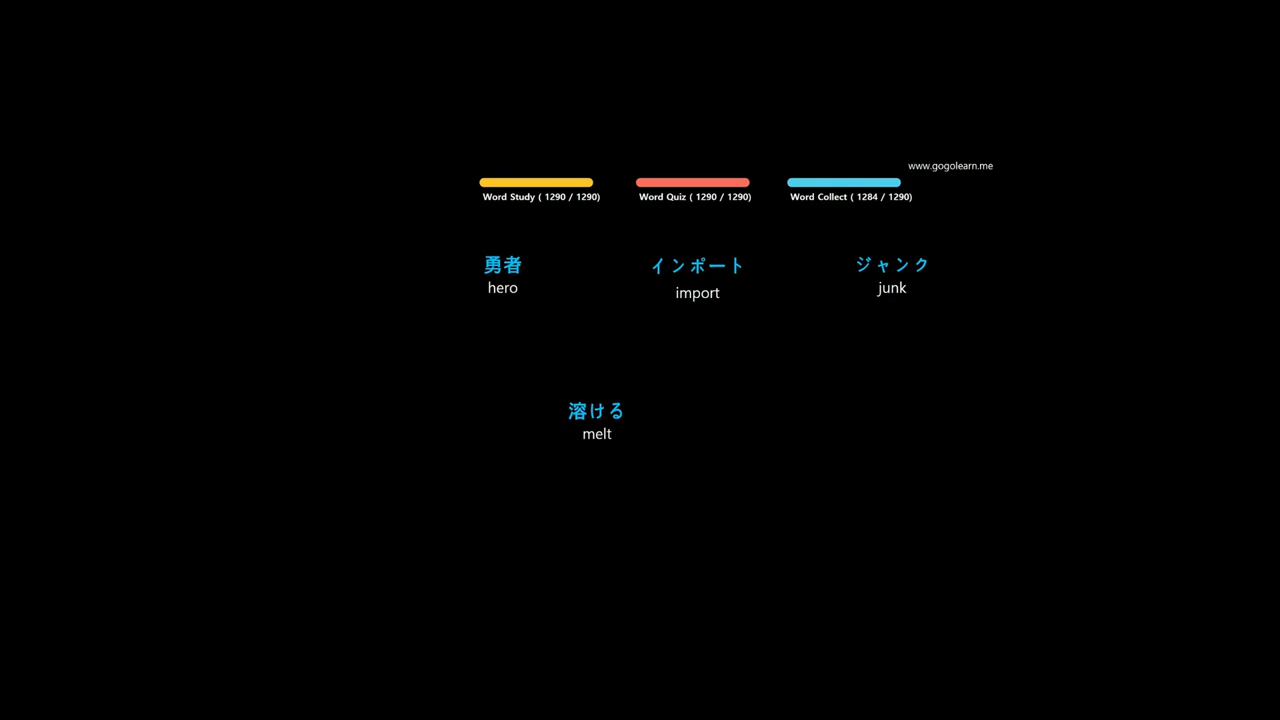 www.gogolearn.me
Word Study ( 1290 / 1290)
Word Quiz ( 1290 / 1290)
Word Collect ( 1284 / 1290)
勇者
hero
インポート
import
ジャンク
junk
溶ける
melt